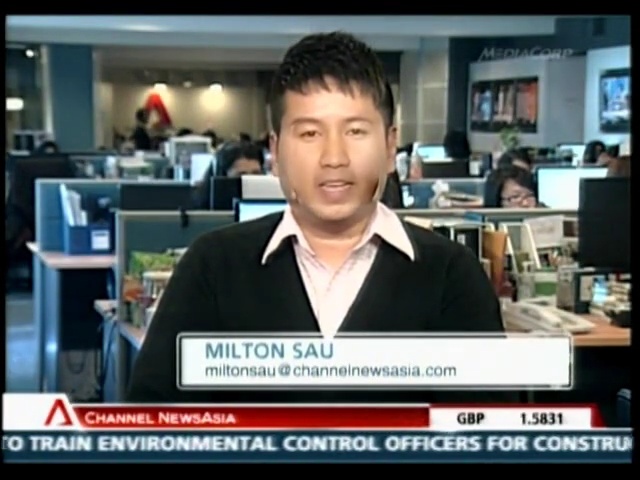 MEDIACORP
MILTON SAU
miltonsau@channelnewsasia.com
CHANNEL NEWSASIA
GBP 1.5831
TO TRAIN ENVIRONMENTAL CONTROL OFFICERS FOR CONSTRU